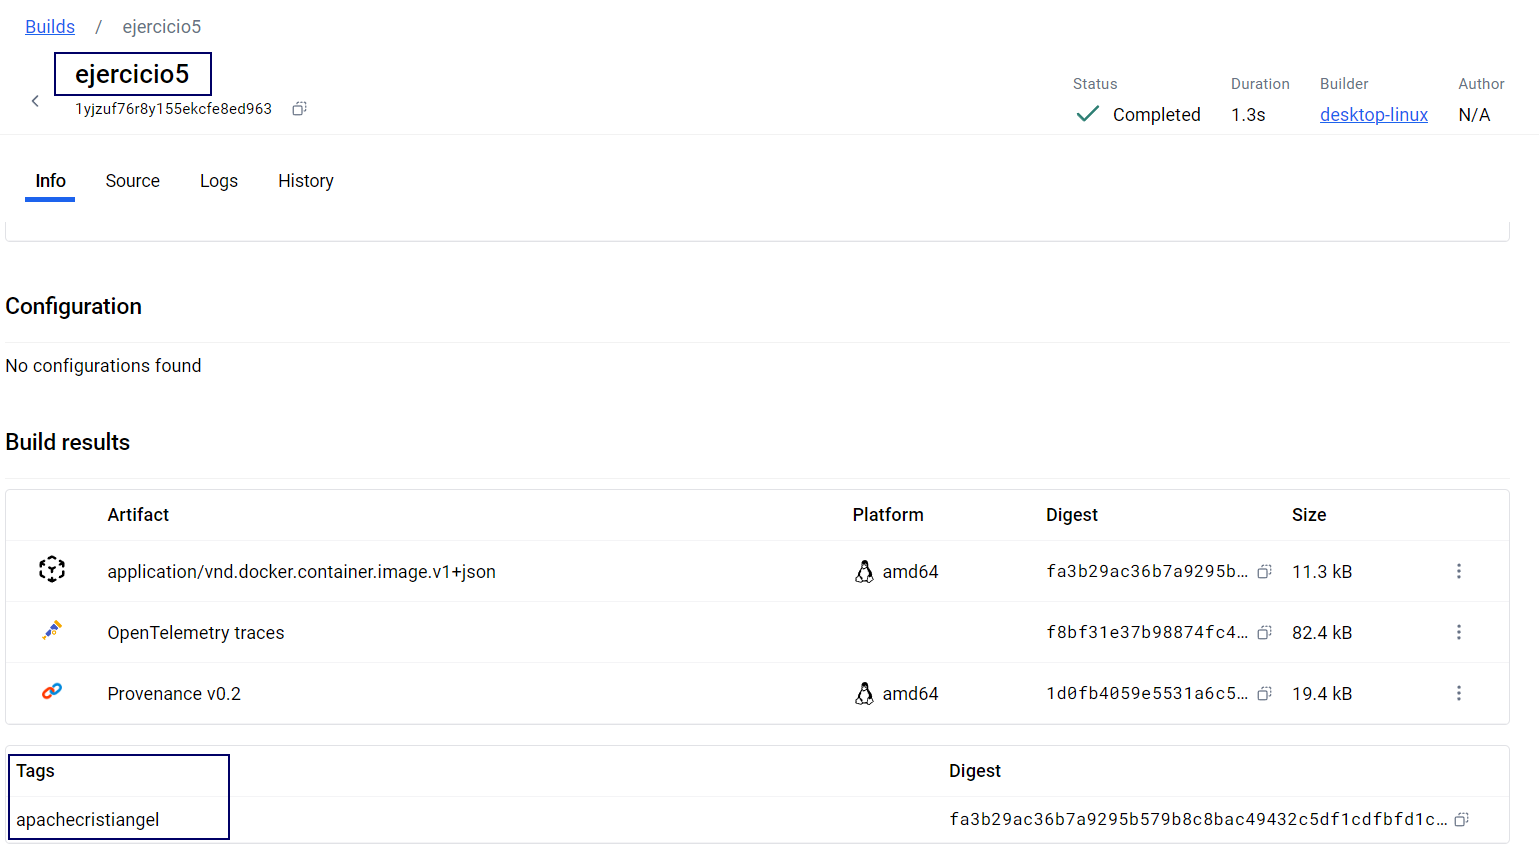 Builds / ejercicio5
ejercicio5
1yjzuf76r8y155ekcfe8ed963
Status Duration Builder Author
Completed 1.3s desktop-linux N/A
Info Source Logs History
Configuration
No configurations found
Build results
Artifact Platform Digest Size
application/vnd.docker.container.image.v1+json amd64 fa3b29ac36b7a9295b… 11.3 kB
OpenTelemetry traces f8bf31e37b98874fc4… 82.4 kB
Provenance v0.2 amd64 1d0fb4059e5531a6c5… 19.4 kB
Tags Digest
apachecristiangel fa3b29ac36b7a9295b579b8c8bac49432c5df1cdfbfd1c…